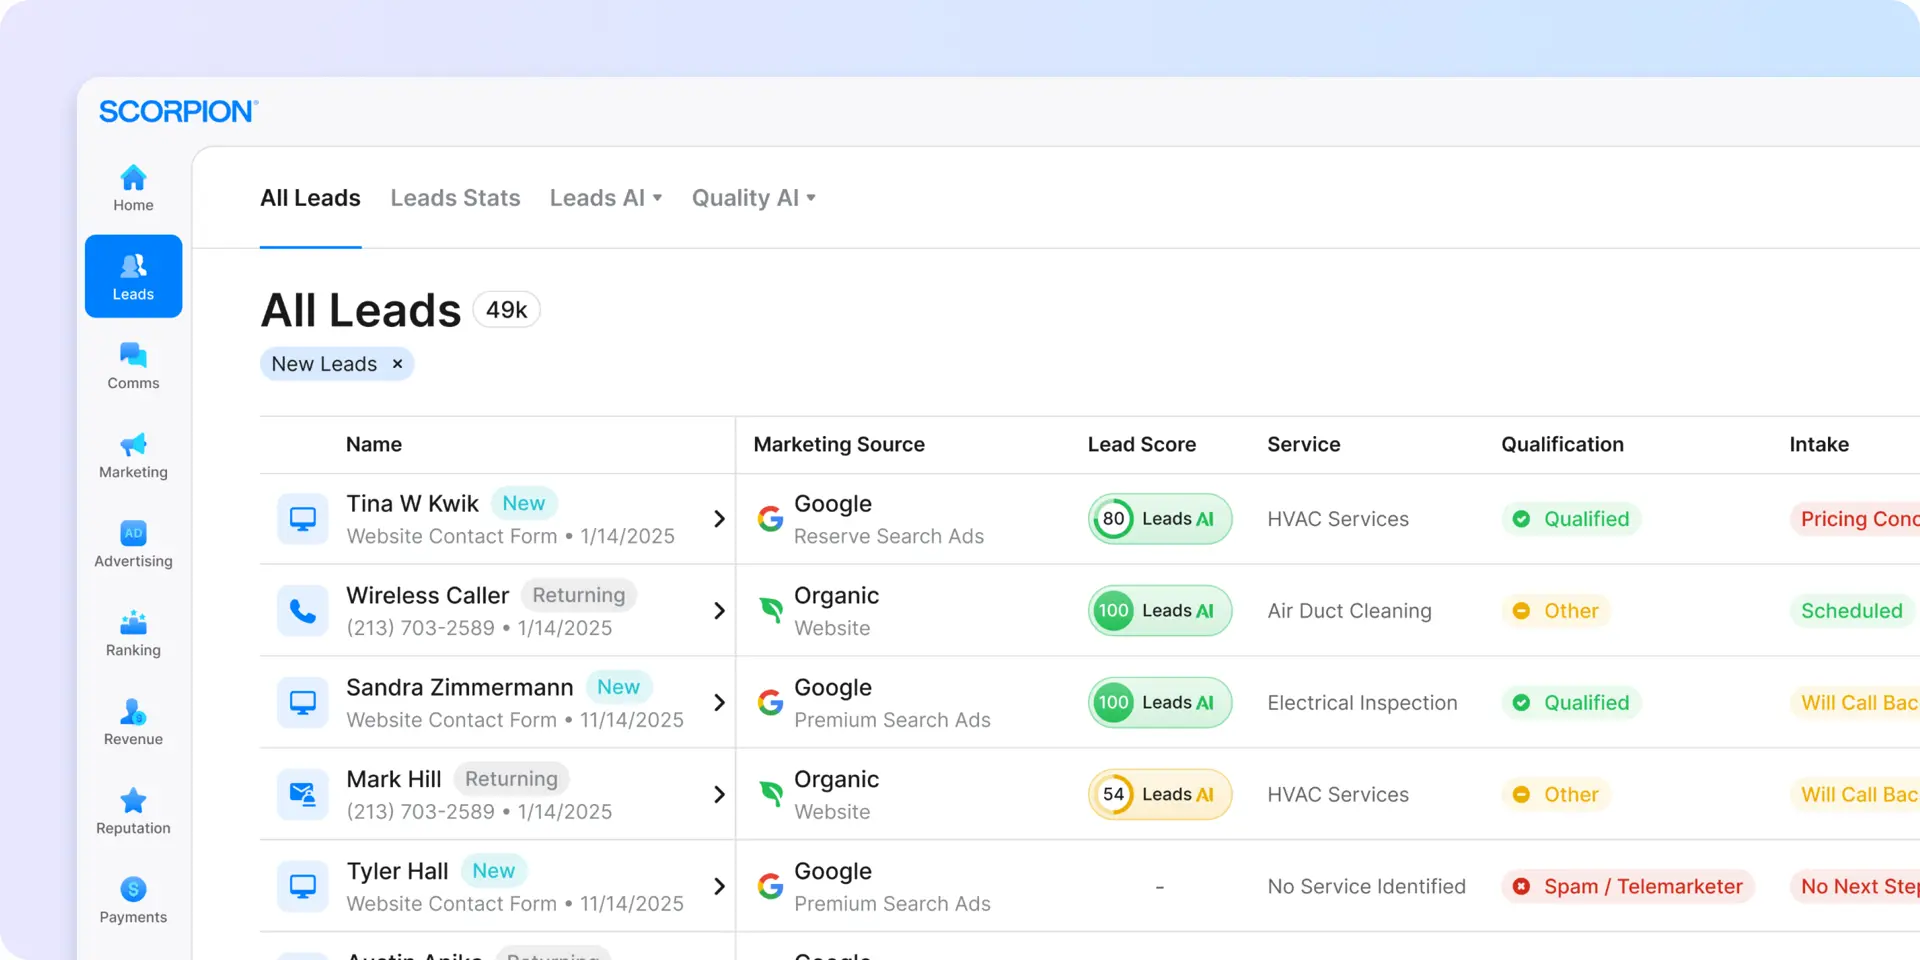 SCORPION®
Home
Leads
Comms
Marketing
AD
Advertising
Ranking
Revenue
Reputation
Payments
All Leads Leads Stats Leads AI Quality AI
All Leads 49k
New Leads ×
Name Marketing Source Lead Score Service Qualification Intake
Tina W Kwik New Google 80 Leads AI HVAC Services Qualified Pricing Conc
Website Contact Form • 1/14/2025 Reserve Search Ads
Wireless Caller Returning Organic 100 Leads AI Air Duct Cleaning Other Scheduled
(213) 703-2589 • 1/14/2025 Website
Sandra Zimmermann New Google 100 Leads AI Electrical Inspection Qualified Will Call Bac
Website Contact Form • 11/14/2025 Premium Search Ads
Mark Hill Returning Organic 54 Leads AI HVAC Services Other Will Call Bac
(213) 703-2589 • 1/14/2025 Website
Tyler Hall New Google - No Service Identified Spam / Telemarketer No Next Step
Website Contact Form • 11/14/2025 Premium Search Ads
Returning Google